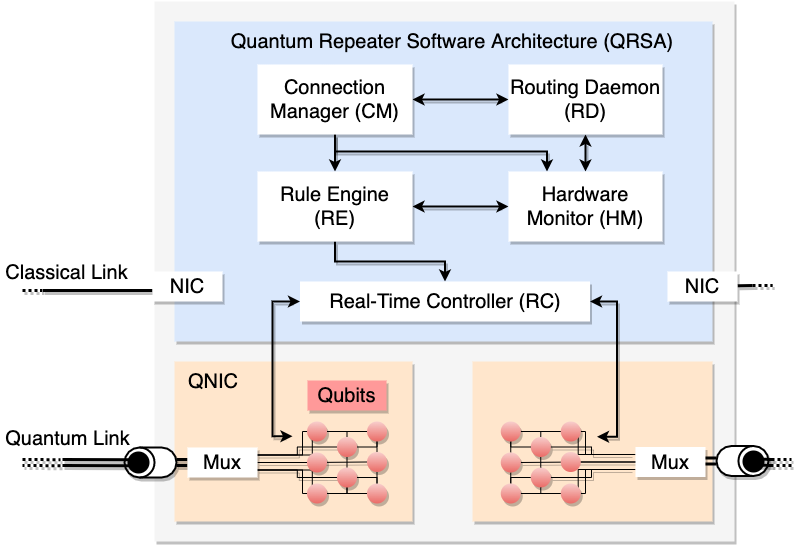 Quantum Repeater Software Architecture (QRSA)
Connection
Manager (CM)
Routing Daemon
(RD)
Rule Engine
(RE)
Hardware
Monitor (HM)
Classical Link
NIC
NIC
Real-Time Controller (RC)
QNIC
Qubits
Quantum Link
Mux
Mux